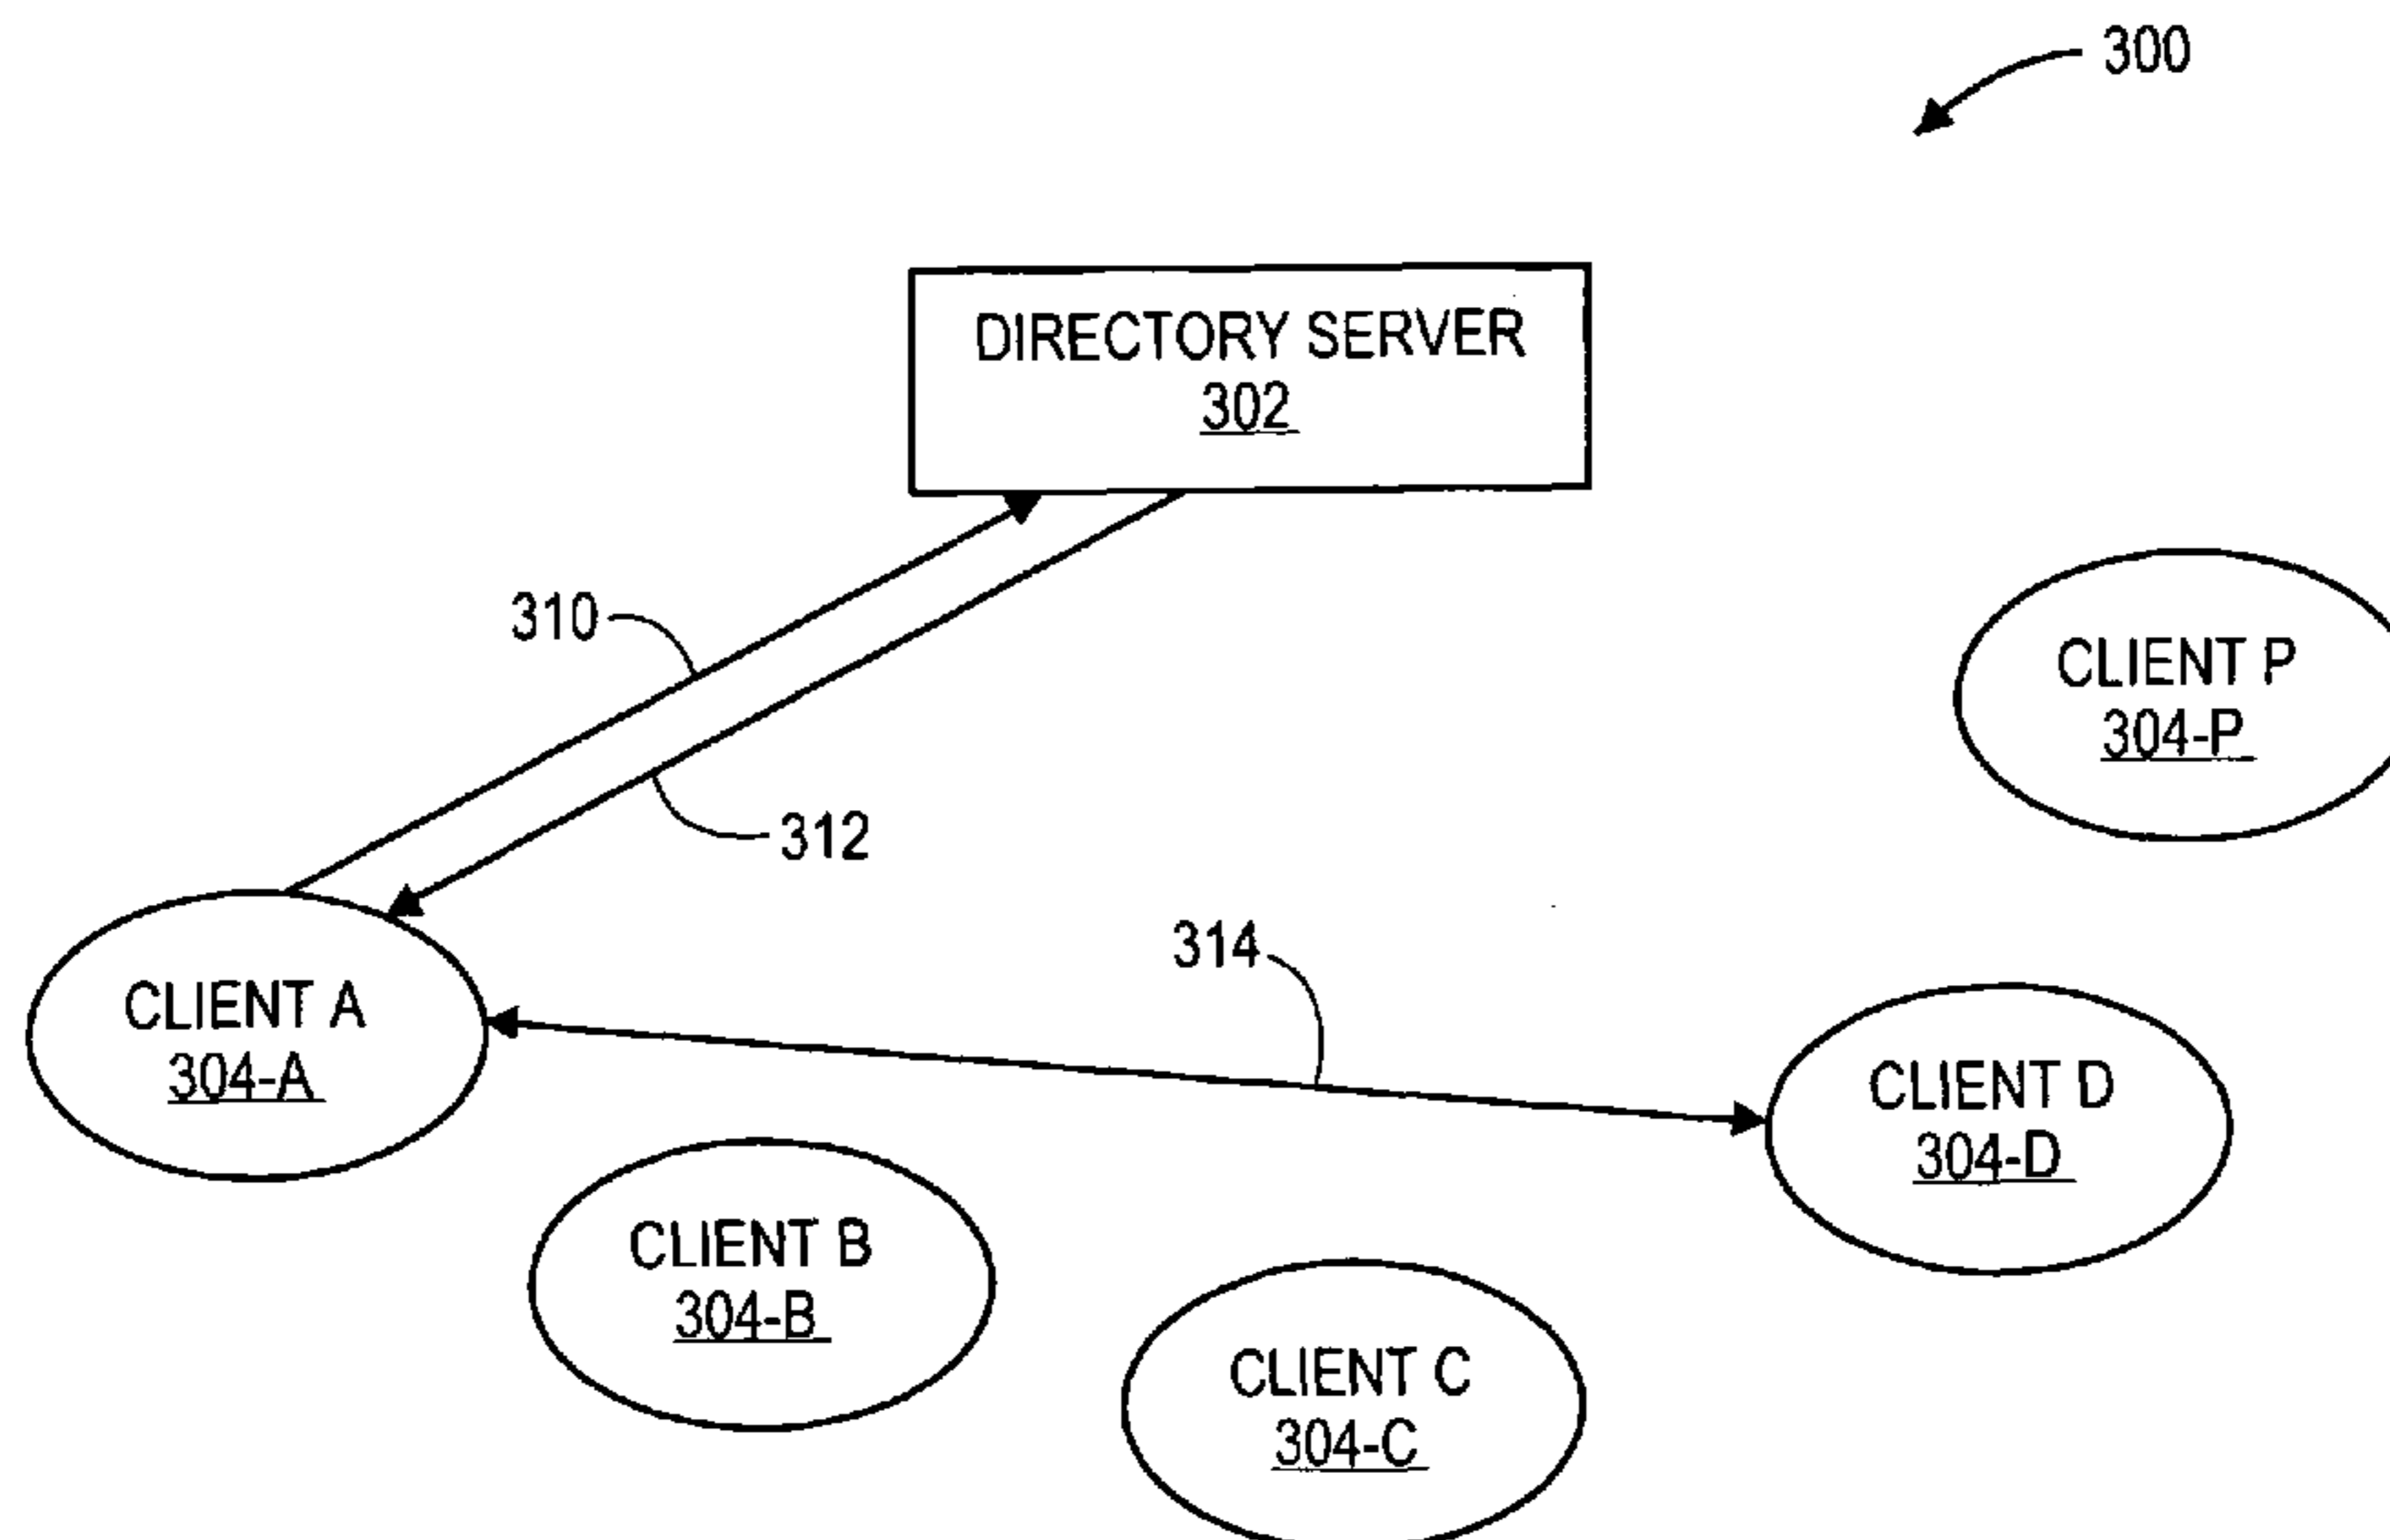 300
DIRECTORY SERVER
302
310
CLIENT P
304-P
312
314
CLIENT A
304-A
CLIENT D
304-D
CLIENT B
304-B
CLIENT C
304-C